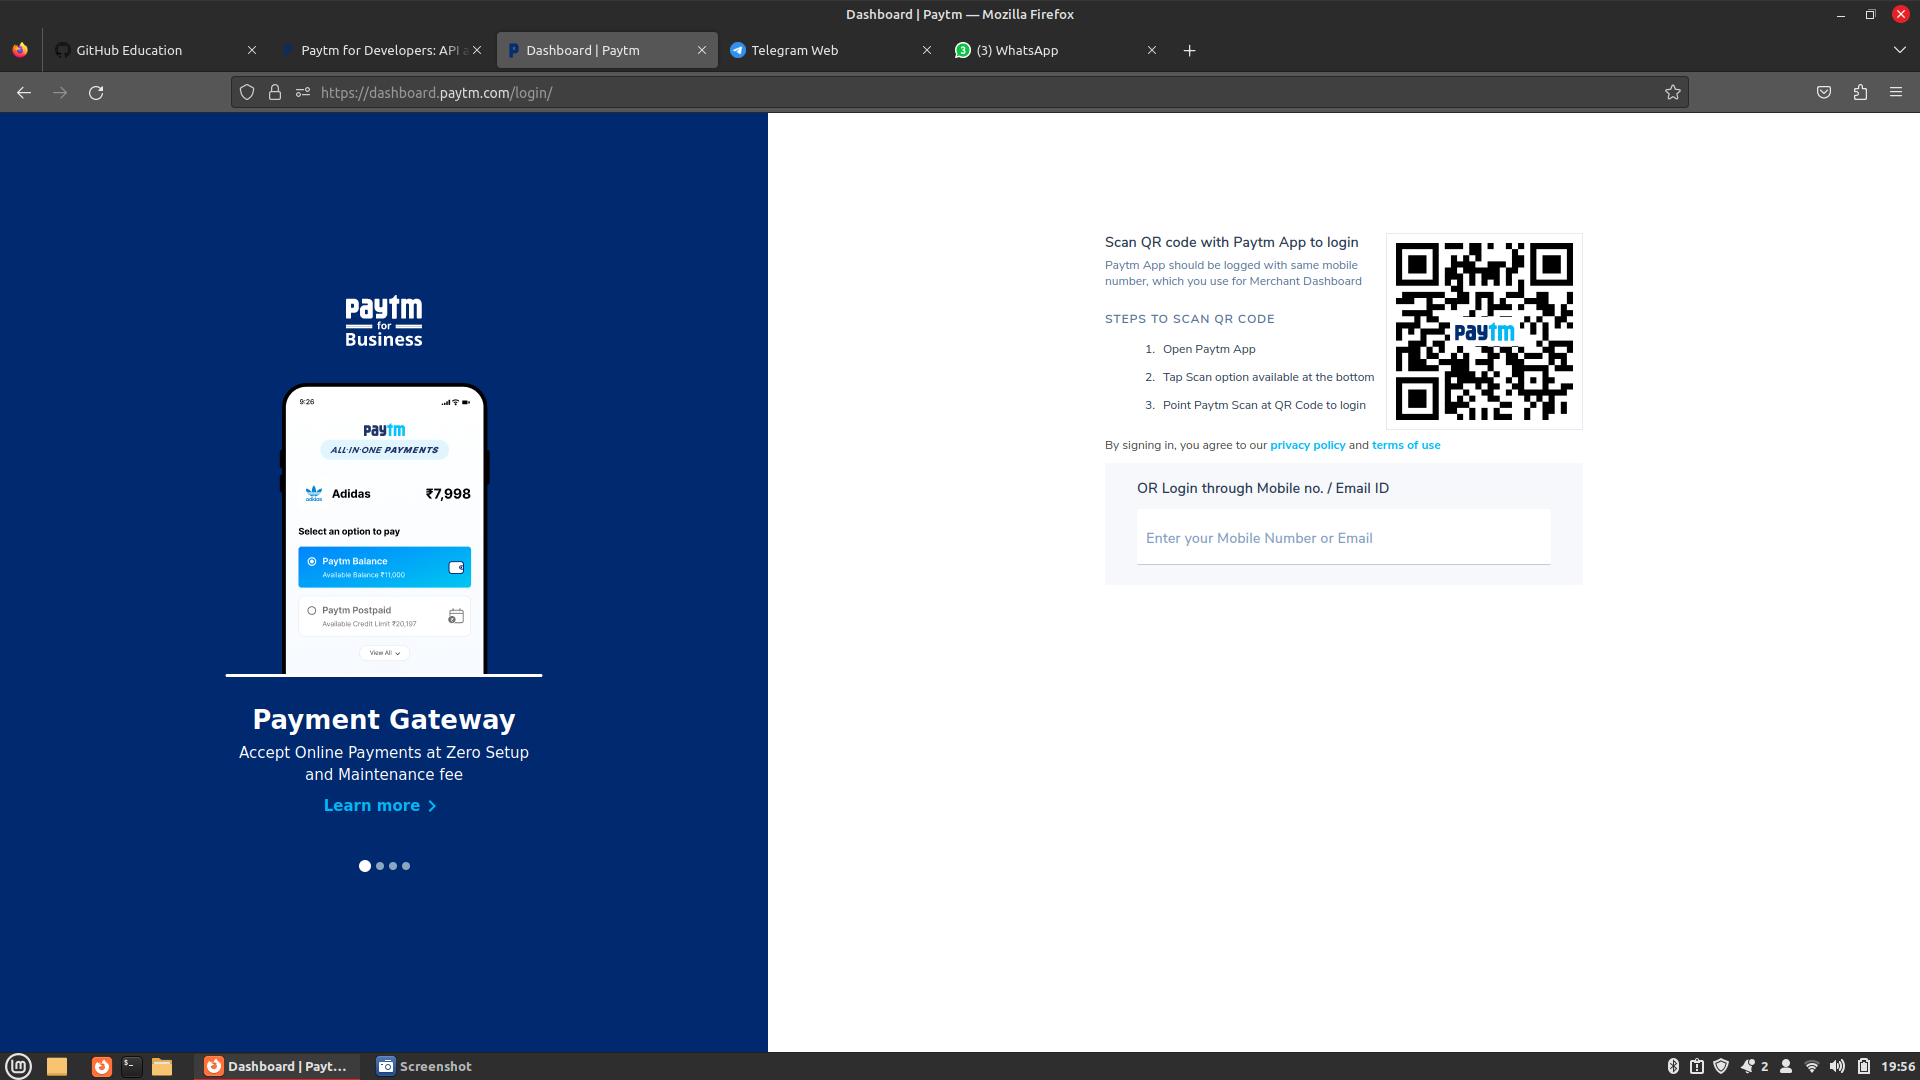 Dashboard | Paytm — Mozilla Firefox
GitHub Education
Paytm for Developers: API a
Dashboard | Paytm
Telegram Web
3
(3) WhatsApp
https://dashboard.paytm.com/login/
paytm
for
Business
9:26
paytm
ALL-IN-ONE PAYMENTS
adidas
Adidas
₹7,998
Select an option to pay
Paytm Balance
Available Balance ₹11,000
Paytm Postpaid
Available Credit Limit ₹20,197
View All
Payment Gateway
Accept Online Payments at Zero Setup
and Maintenance fee
Learn more
Scan QR code with Paytm App to login
Paytm App should be logged with same mobile
number, which you use for Merchant Dashboard
STEPS TO SCAN QR CODE
1. Open Paytm App
2. Tap Scan option available at the bottom
3. Point Paytm Scan at QR Code to login
paytm
By signing in, you agree to our privacy policy and terms of use
OR Login through Mobile no. / Email ID
Enter your Mobile Number or Email
Dashboard | Payt...
Screenshot
2
19:56